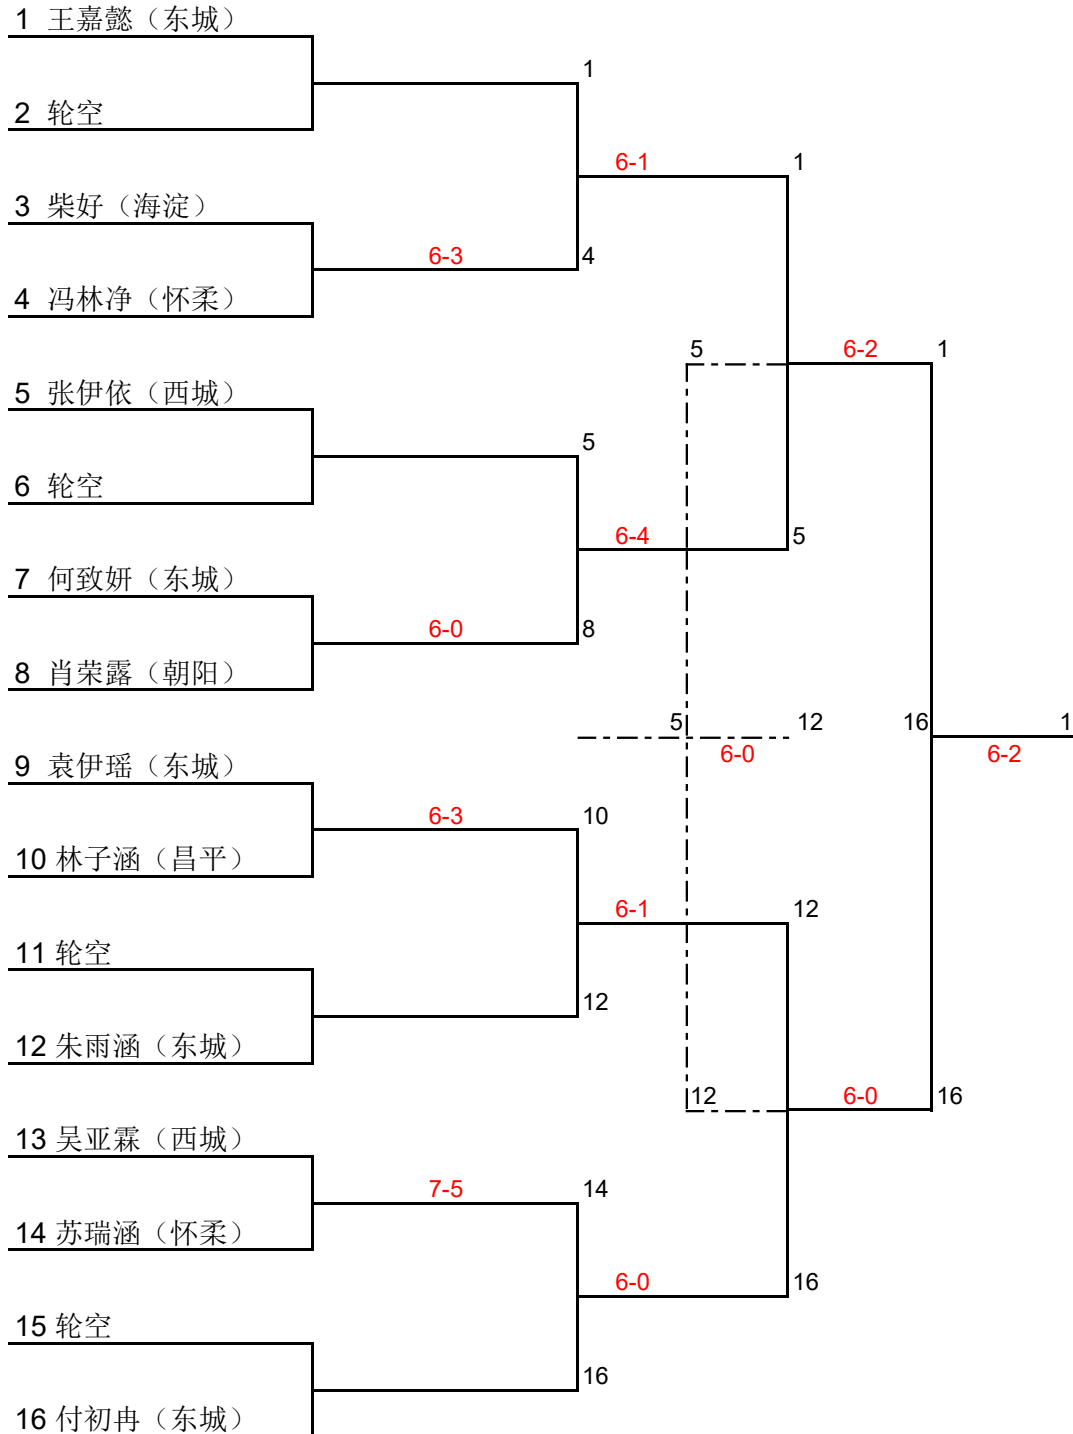 1 王嘉懿（东城）
1
2 轮空
6-1
1
3 柴好（海淀）
6-3
4
4 冯林净（怀柔）
5
6-2
1
5 张伊依（西城）
5
6 轮空
6-4
5
7 何致妍（东城）
6-0
8
8 肖荣露（朝阳）
5
12
16
1
6-0
6-2
9 袁伊瑶（东城）
6-3
10
10 林子涵（昌平）
6-1
12
11 轮空
12
12 朱雨涵（东城）
12
6-0
16
13 吴亚霖（西城）
7-5
14
14 苏瑞涵（怀柔）
6-0
16
15 轮空
16
16 付初冉（东城）